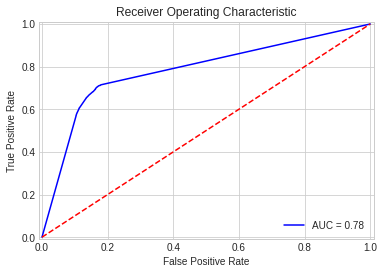 Receiver Operating Characteristic
True Positive Rate
1.0
0.8
0.6
0.4
0.2
0.0
AUC = 0.78
0.0 0.2 0.4 0.6 0.8 1.0
False Positive Rate